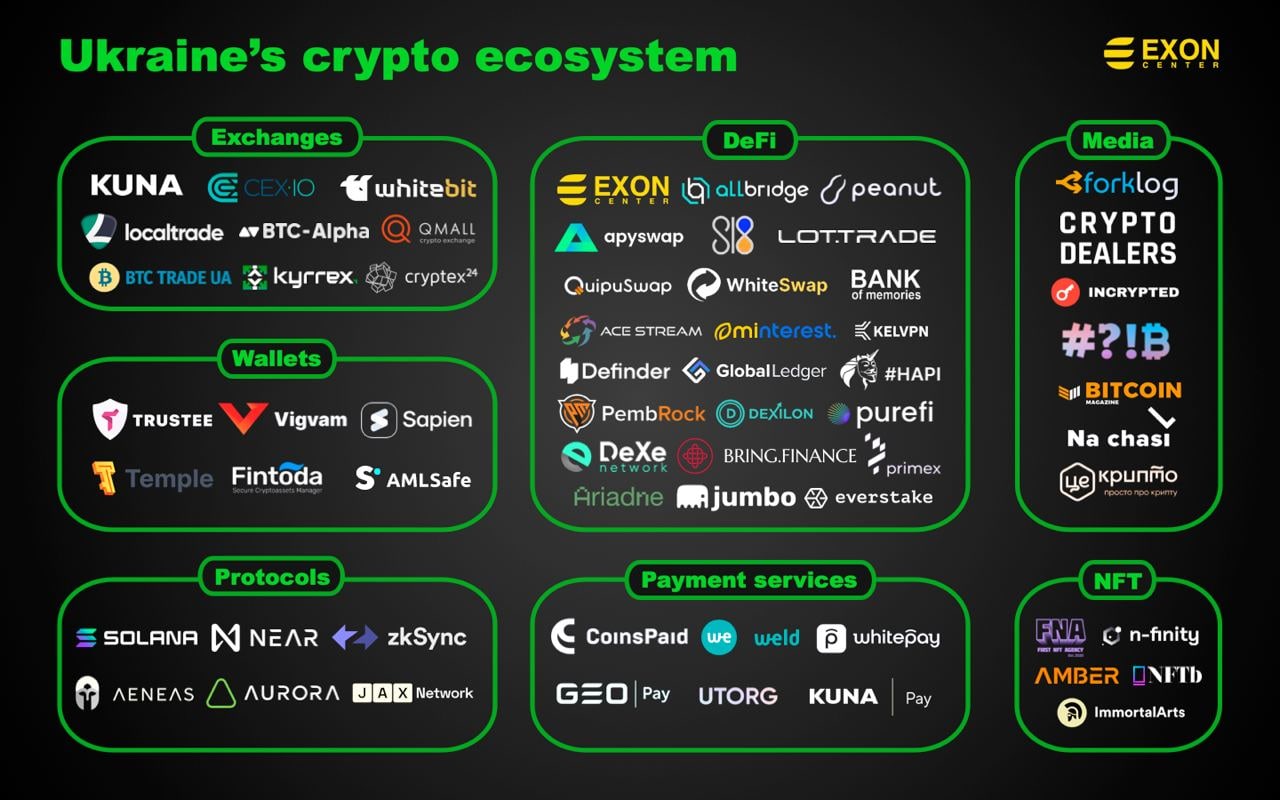 Ukraine's crypto ecosystem
EXON
CENTER
Exchanges
KUNA CEX·IO whitebit
localtrade BTC-Alpha QMALL
crypto exchange
BTC TRADE UA kyrrex cryptex24
Wallets
TRUSTEE Vigvam Sapien
Temple Fintoda AMLSafe
Secure Cryptoassets Manager
Protocols
SOLANA NEAR zkSync
AENEAS AURORA JAX Network
DeFi
EXON allbridge peanut
CENTER
apyswap LOT.TRADE
QuipuSwap WhiteSwap BANK
of memories
ACE STREAM minterest. KELVPN
Definder GlobalLedger #HAPI
PembRock DEXILON purefi
DeXe BRING.FINANCE primex
network
Ariadne jumbo everstake
Payment services
CoinsPaid we weld whitepay
GEO | Pay UTORG KUNA | Pay
Media
forklog
CRYPTO
DEALERS
INCRYPTED
#?!B
BITCOIN
MAGAZINE
Na chasi
це крипто
просто про крипту
NFT
FNA n-finity
FIRST NFT AGENCY
AMBER NFTb
ImmortalArts